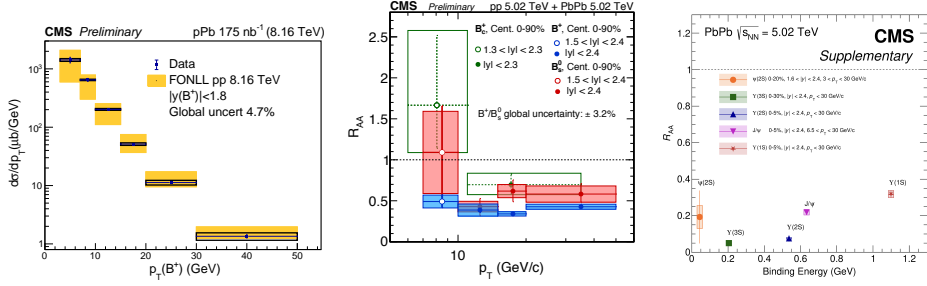 CMS Preliminary pPb 175 nb⁻¹ (8.16 TeV)
Data
FONLL pp 8.16 TeV
|y(B⁺)|<1.8
Global uncert 4.7%
dσ/dp_T(μb/GeV)
10³
10²
10
1
0 10 20 30 40 50
p_T(B⁺) (GeV)
CMS Preliminary pp 5.02 TeV + PbPb 5.02 TeV
B_c⁺, Cent. 0-90%
1.3 < |y| < 2.3
|y| < 2.3
B⁺, Cent. 0-90%
1.5 < |y| < 2.4
|y| < 2.4
B_s⁰ Cent. 0-90%
1.5 < |y| < 2.4
|y| < 2.4
B⁺/B_s⁰ global uncertainty: ± 3.2%
R_AA
2.5
2
1.5
1
0.5
0
10
p_T (GeV/c)
PbPb √s_NN = 5.02 TeV
CMS
Supplementary
ψ(2S) 0-20%, 1.6 < |y| < 2.4, 3 < p_T < 30 GeV/c
Υ(3S) 0-30%, |y| < 2.4, p_T < 30 GeV/c
Υ(2S) 0-5%, |y| < 2.4, p_T < 30 GeV/c
J/ψ 0-5%, |y| < 2.4, 6.5 < p_T < 30 GeV/c
Υ(1S) 0-5%, |y| < 2.4, p_T < 30 GeV/c
ψ(2S)
Υ(3S)
Υ(2S)
J/ψ
Υ(1S)
R_AA
1.2
1
0.8
0.6
0.4
0.2
0
0 0.2 0.4 0.6 0.8 1 1.2
Binding Energy (GeV)